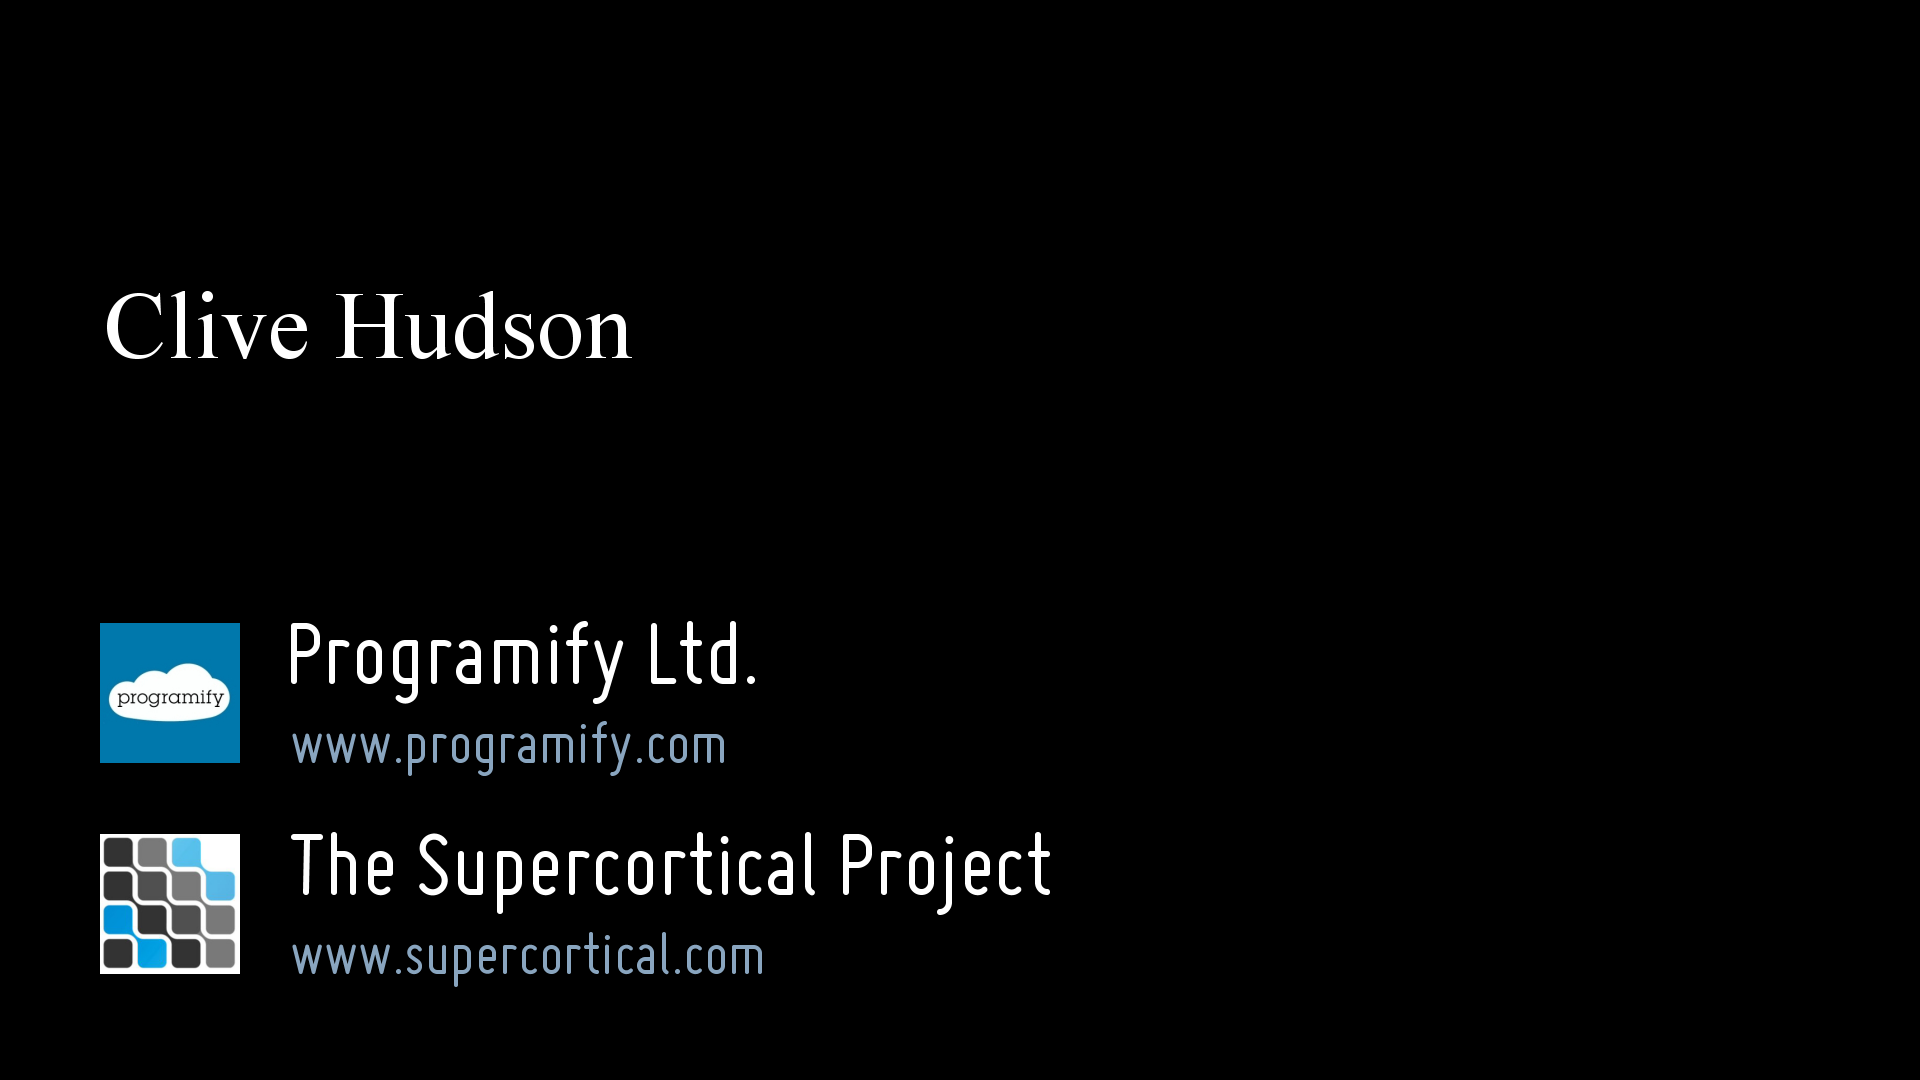 Clive Hudson
programify
Programify Ltd.
www.programify.com
The Supercortical Project
www.supercortical.com